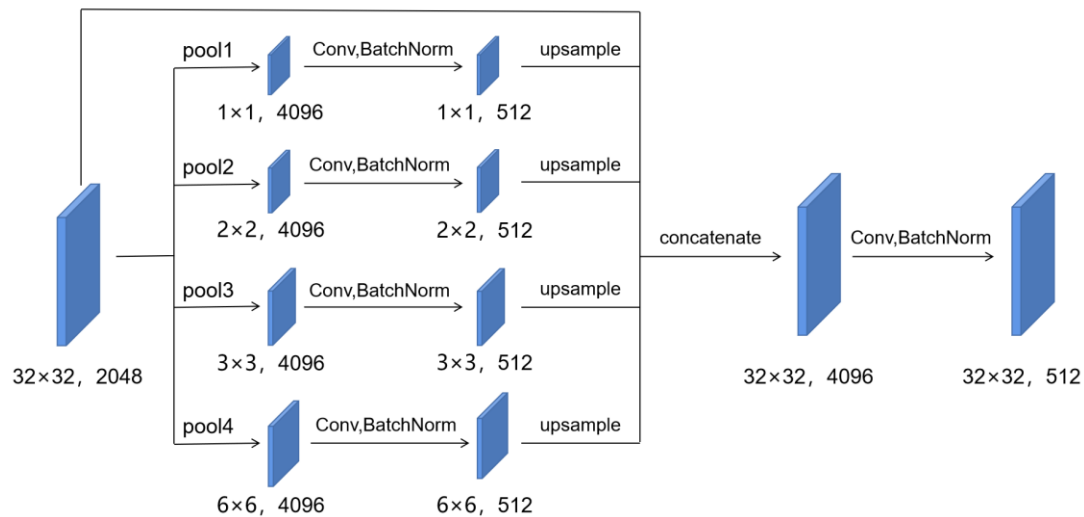 pool1
Conv,BatchNorm
upsample
1×1, 4096
1×1, 512
pool2
Conv,BatchNorm
upsample
2×2, 4096
2×2, 512
concatenate
Conv,BatchNorm
pool3
Conv,BatchNorm
upsample
3×3, 4096
3×3, 512
32×32, 2048
32×32, 4096
32×32, 512
pool4
Conv,BatchNorm
upsample
6×6, 4096
6×6, 512